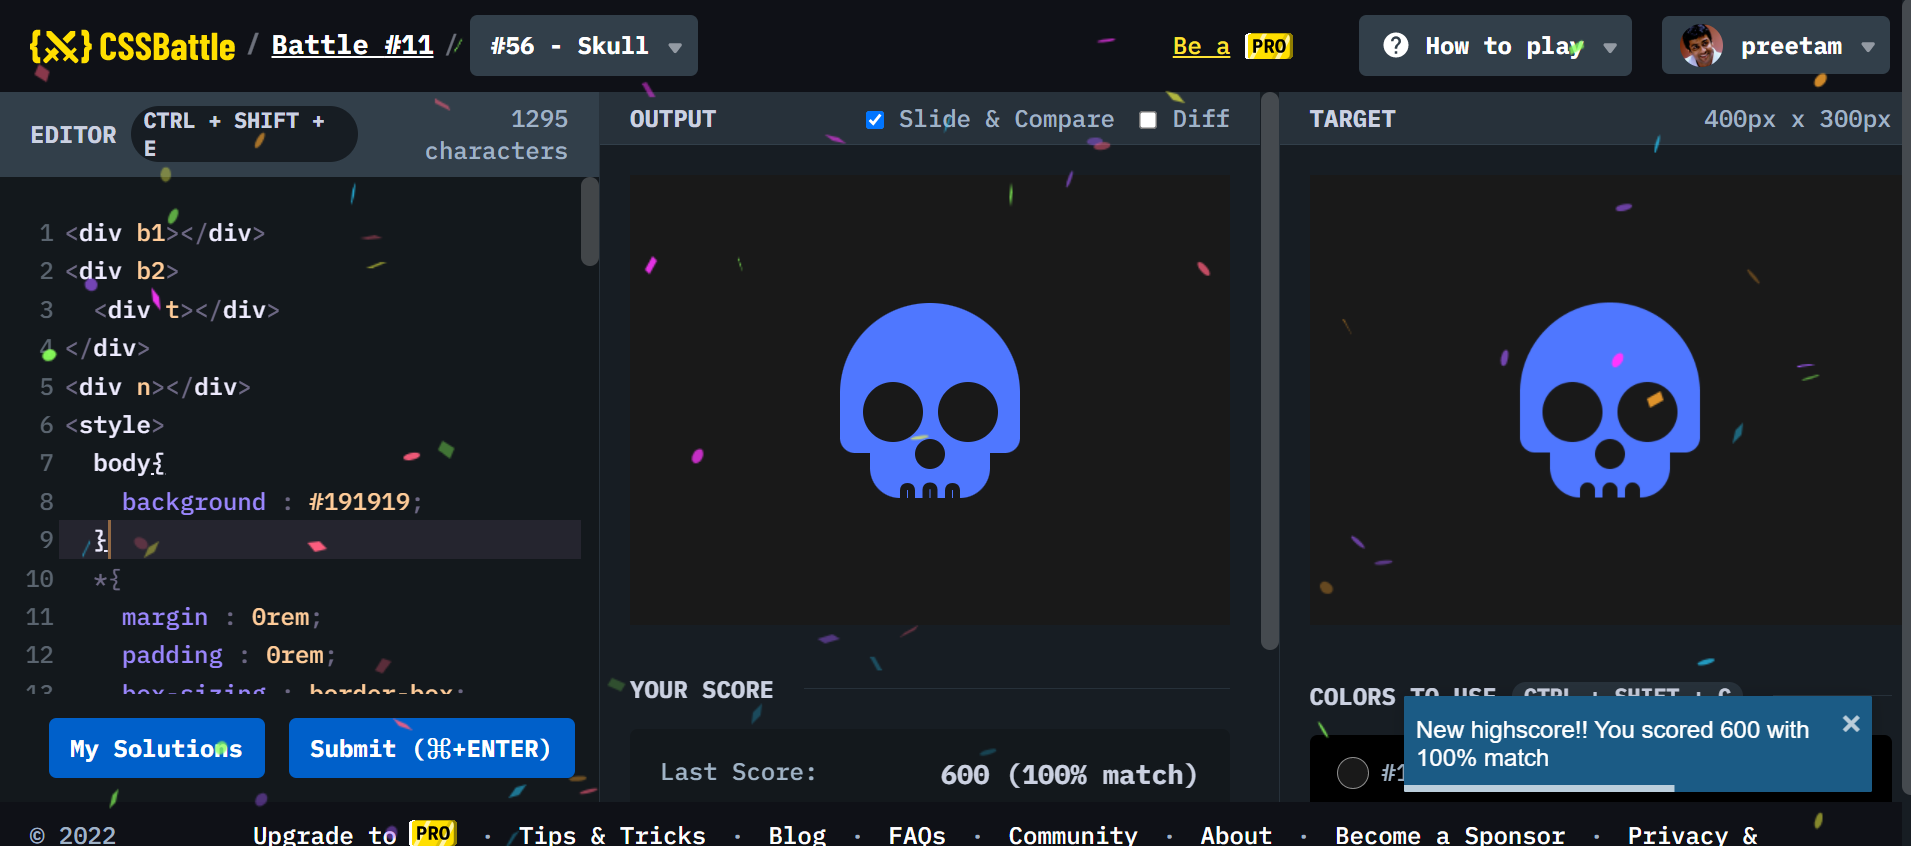 {X} CSSBattle / Battle #11 / #56 - Skull
Be a PRO
How to play
preetam
EDITOR CTRL + SHIFT + E
1295 characters
1 <div b1></div>
2 <div b2>
3 <div t></div>
4 </div>
5 <div n></div>
6 <style>
7 body{
8 background : #191919;
9 }
10 *{
11 margin : 0rem;
12 padding : 0rem;
13 box-sizing : border-box;
My Solutions
Submit (⌘+ENTER)
OUTPUT
Slide & Compare
Diff
YOUR SCORE
Last Score: 600 (100% match)
TARGET
400px x 300px
COLORS TO USE CTRL + SHIFT + C
#1
New highscore!! You scored 600 with
100% match
×
© 2022
Upgrade to PRO · Tips & Tricks · Blog · FAQs · Community · About · Become a Sponsor · Privacy &